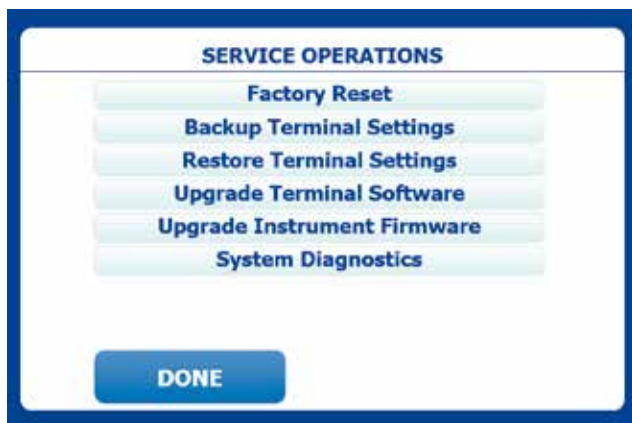 SERVICE OPERATIONS
Factory Reset
Backup Terminal Settings
Restore Terminal Settings
Upgrade Terminal Software
Upgrade Instrument Firmware
System Diagnostics
DONE